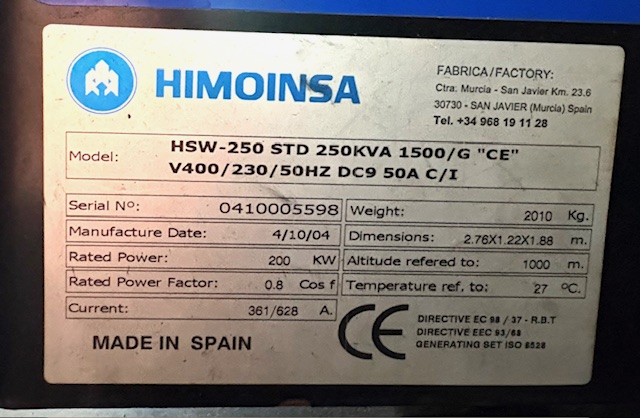 HIMOINSA
FABRICA/FACTORY:
Ctra: Murcia - San Javier Km. 23.6
30730 - SAN JAVIER (Murcia) Spain
Tel. +34 968 19 11 28
Model: HSW-250 STD 250KVA 1500/G "CE"
V400/230/50HZ DC9 50A C/I
Serial Nº: 0410005598
Weight: 2010 Kg.
Manufacture Date: 4/10/04
Dimensions: 2.76X1.22X1.88 m.
Rated Power: 200 KW
Altitude refered to: 1000 m.
Rated Power Factor: 0.8 Cos f
Temperature ref, to: 27 ºC.
Current: 361/628 A.
MADE IN SPAIN
CE
DIRECTIVE EC 98 / 37 - R.B.T
DIRECTIVE EEC 93/68
GENERATING SET ISO 8528